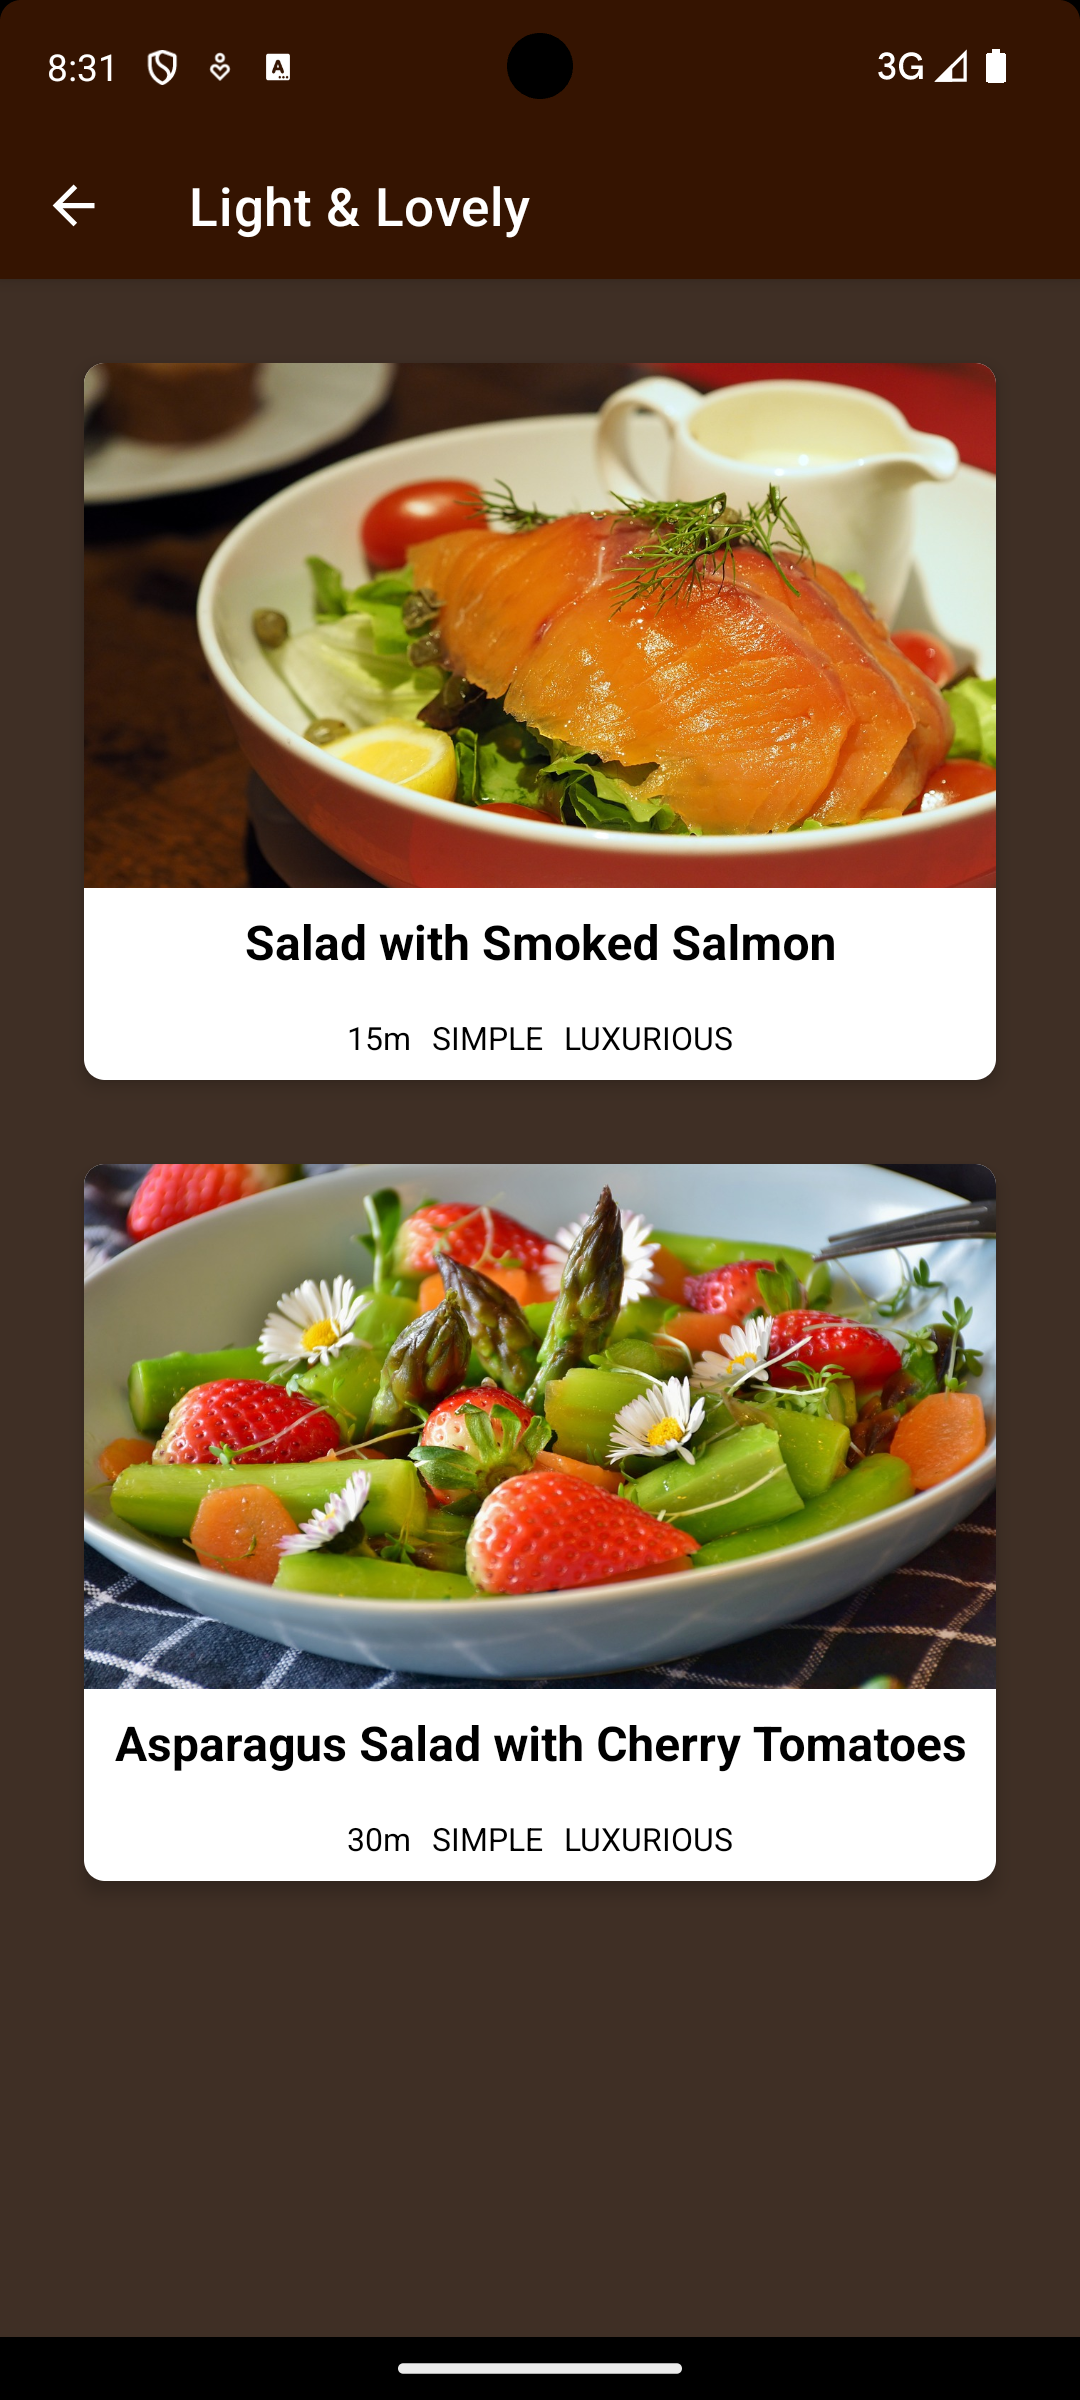 8:31
3G
Light & Lovely
Salad with Smoked Salmon
15m SIMPLE LUXURIOUS
Asparagus Salad with Cherry Tomatoes
30m SIMPLE LUXURIOUS